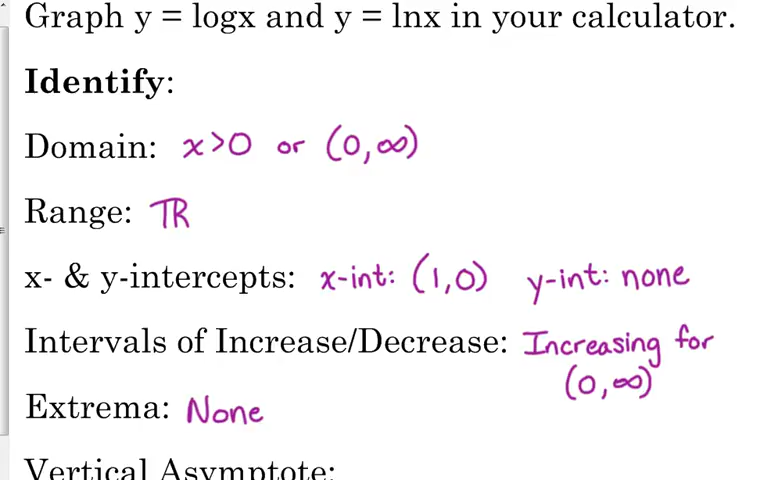 Graph y = logx and y = lnx in your calculator.
Identify:
Domain: x>0 or (0,∞)
Range: ℝ
x- & y-intercepts: x-int: (1,0) y-int: none
Intervals of Increase/Decrease: Increasing for
(0,∞)
Extrema: None
Vertical Asymptote: